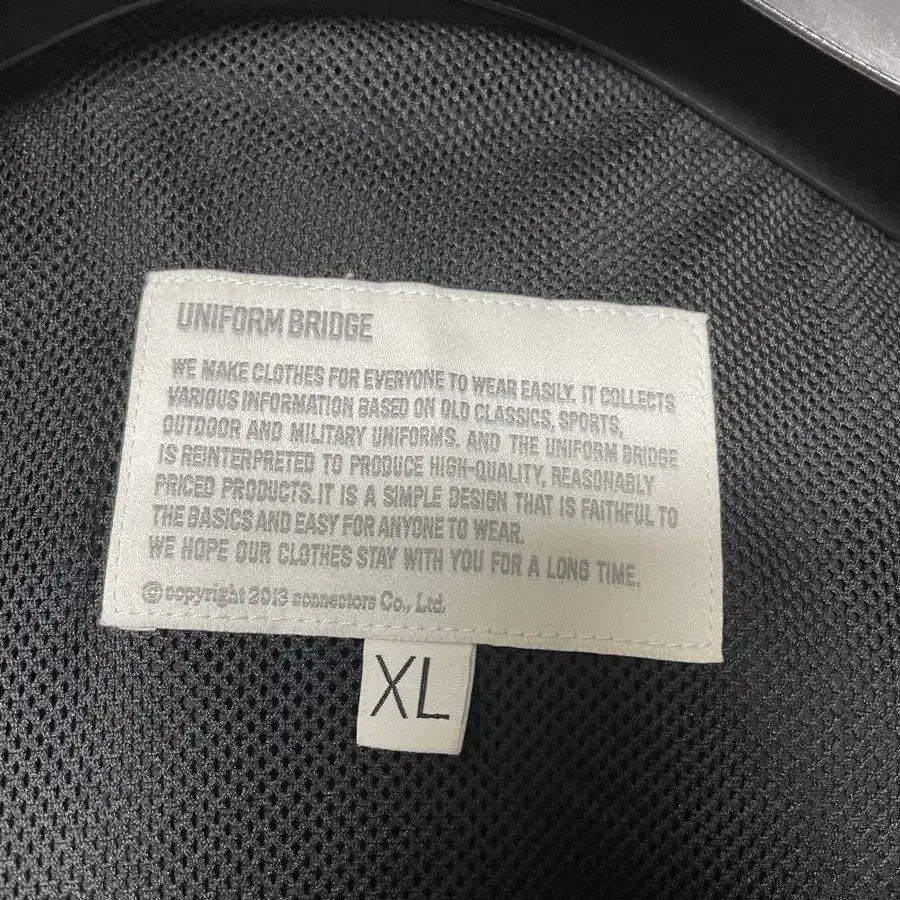 UNIFORM BRIDGE
WE MAKE CLOTHES FOR EVERYONE TO WEAR EASILY. IT COLLECTS
VARIOUS INFORMATION BASED ON OLD CLASSICS, SPORTS,
OUTDOOR AND MILITARY UNIFORMS. AND THE UNIFORM BRIDGE
IS REINTERPRETED TO PRODUCE HIGH-QUALITY, REASONABLY
PRICED PRODUCTS. IT IS A SIMPLE DESIGN THAT IS FAITHFUL TO
THE BASICS AND EASY FOR ANYONE TO WEAR.
WE HOPE OUR CLOTHES STAY WITH YOU FOR A LONG TIME.
© copyright 2013 connectors Co., Ltd.
XL